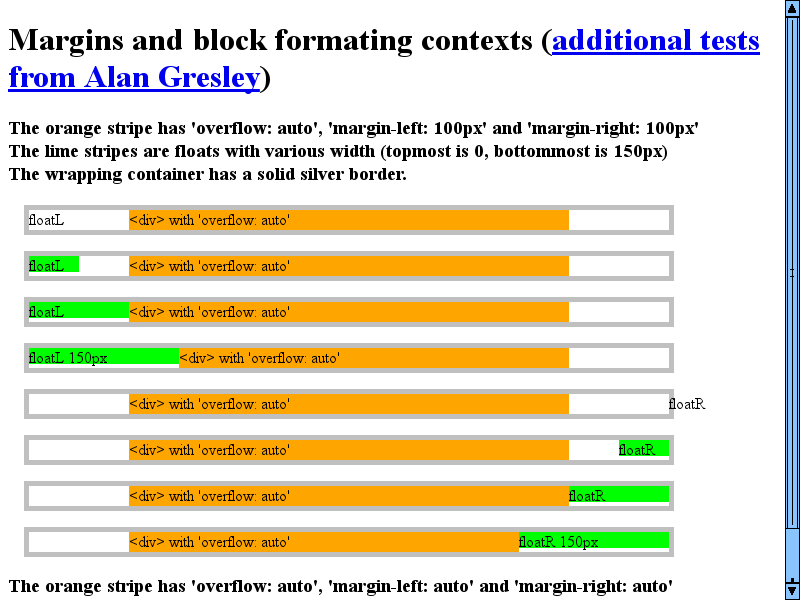 Margins and block formating contexts (additional tests
from Alan Gresley)
The orange stripe has 'overflow: auto', 'margin-left: 100px' and 'margin-right: 100px'
The lime stripes are floats with various width (topmost is 0, bottommost is 150px)
The wrapping container has a solid silver border.
floatL <div> with 'overflow: auto'
floatL <div> with 'overflow: auto'
floatL <div> with 'overflow: auto'
floatL 150px <div> with 'overflow: auto'
<div> with 'overflow: auto' floatR
<div> with 'overflow: auto' floatR
<div> with 'overflow: auto' floatR
<div> with 'overflow: auto' floatR 150px
The orange stripe has 'overflow: auto', 'margin-left: auto' and 'margin-right: auto'